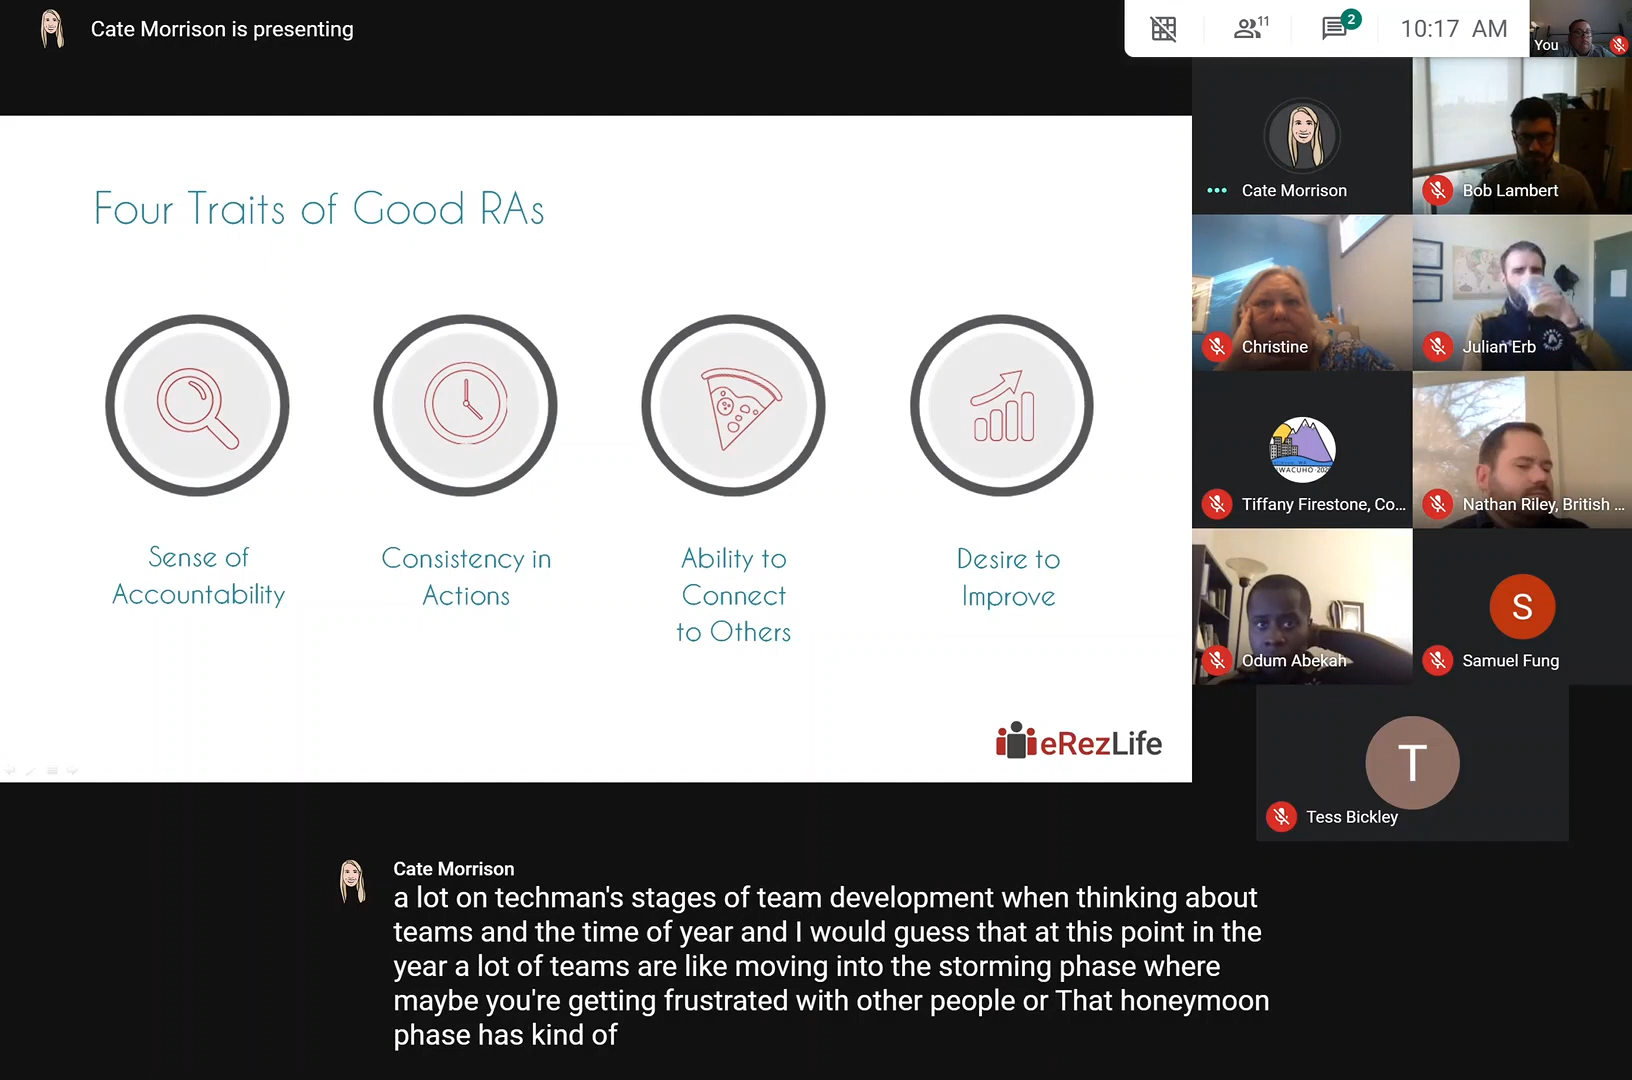 Cate Morrison is presenting
11
2
10:17 AM
You
Four Traits of Good RAs
Sense of
Accountability
Consistency in
Actions
Ability to
Connect
to Others
Desire to
Improve
eRezLife
Cate Morrison
Bob Lambert
Christine
Julian Erb
Tiffany Firestone, Co...
Nathan Riley, British ...
Odum Abekah
S
Samuel Fung
T
Tess Bickley
Cate Morrison
a lot on techman's stages of team development when thinking about
teams and the time of year and I would guess that at this point in the
year a lot of teams are like moving into the storming phase where
maybe you're getting frustrated with other people or That honeymoon
phase has kind of